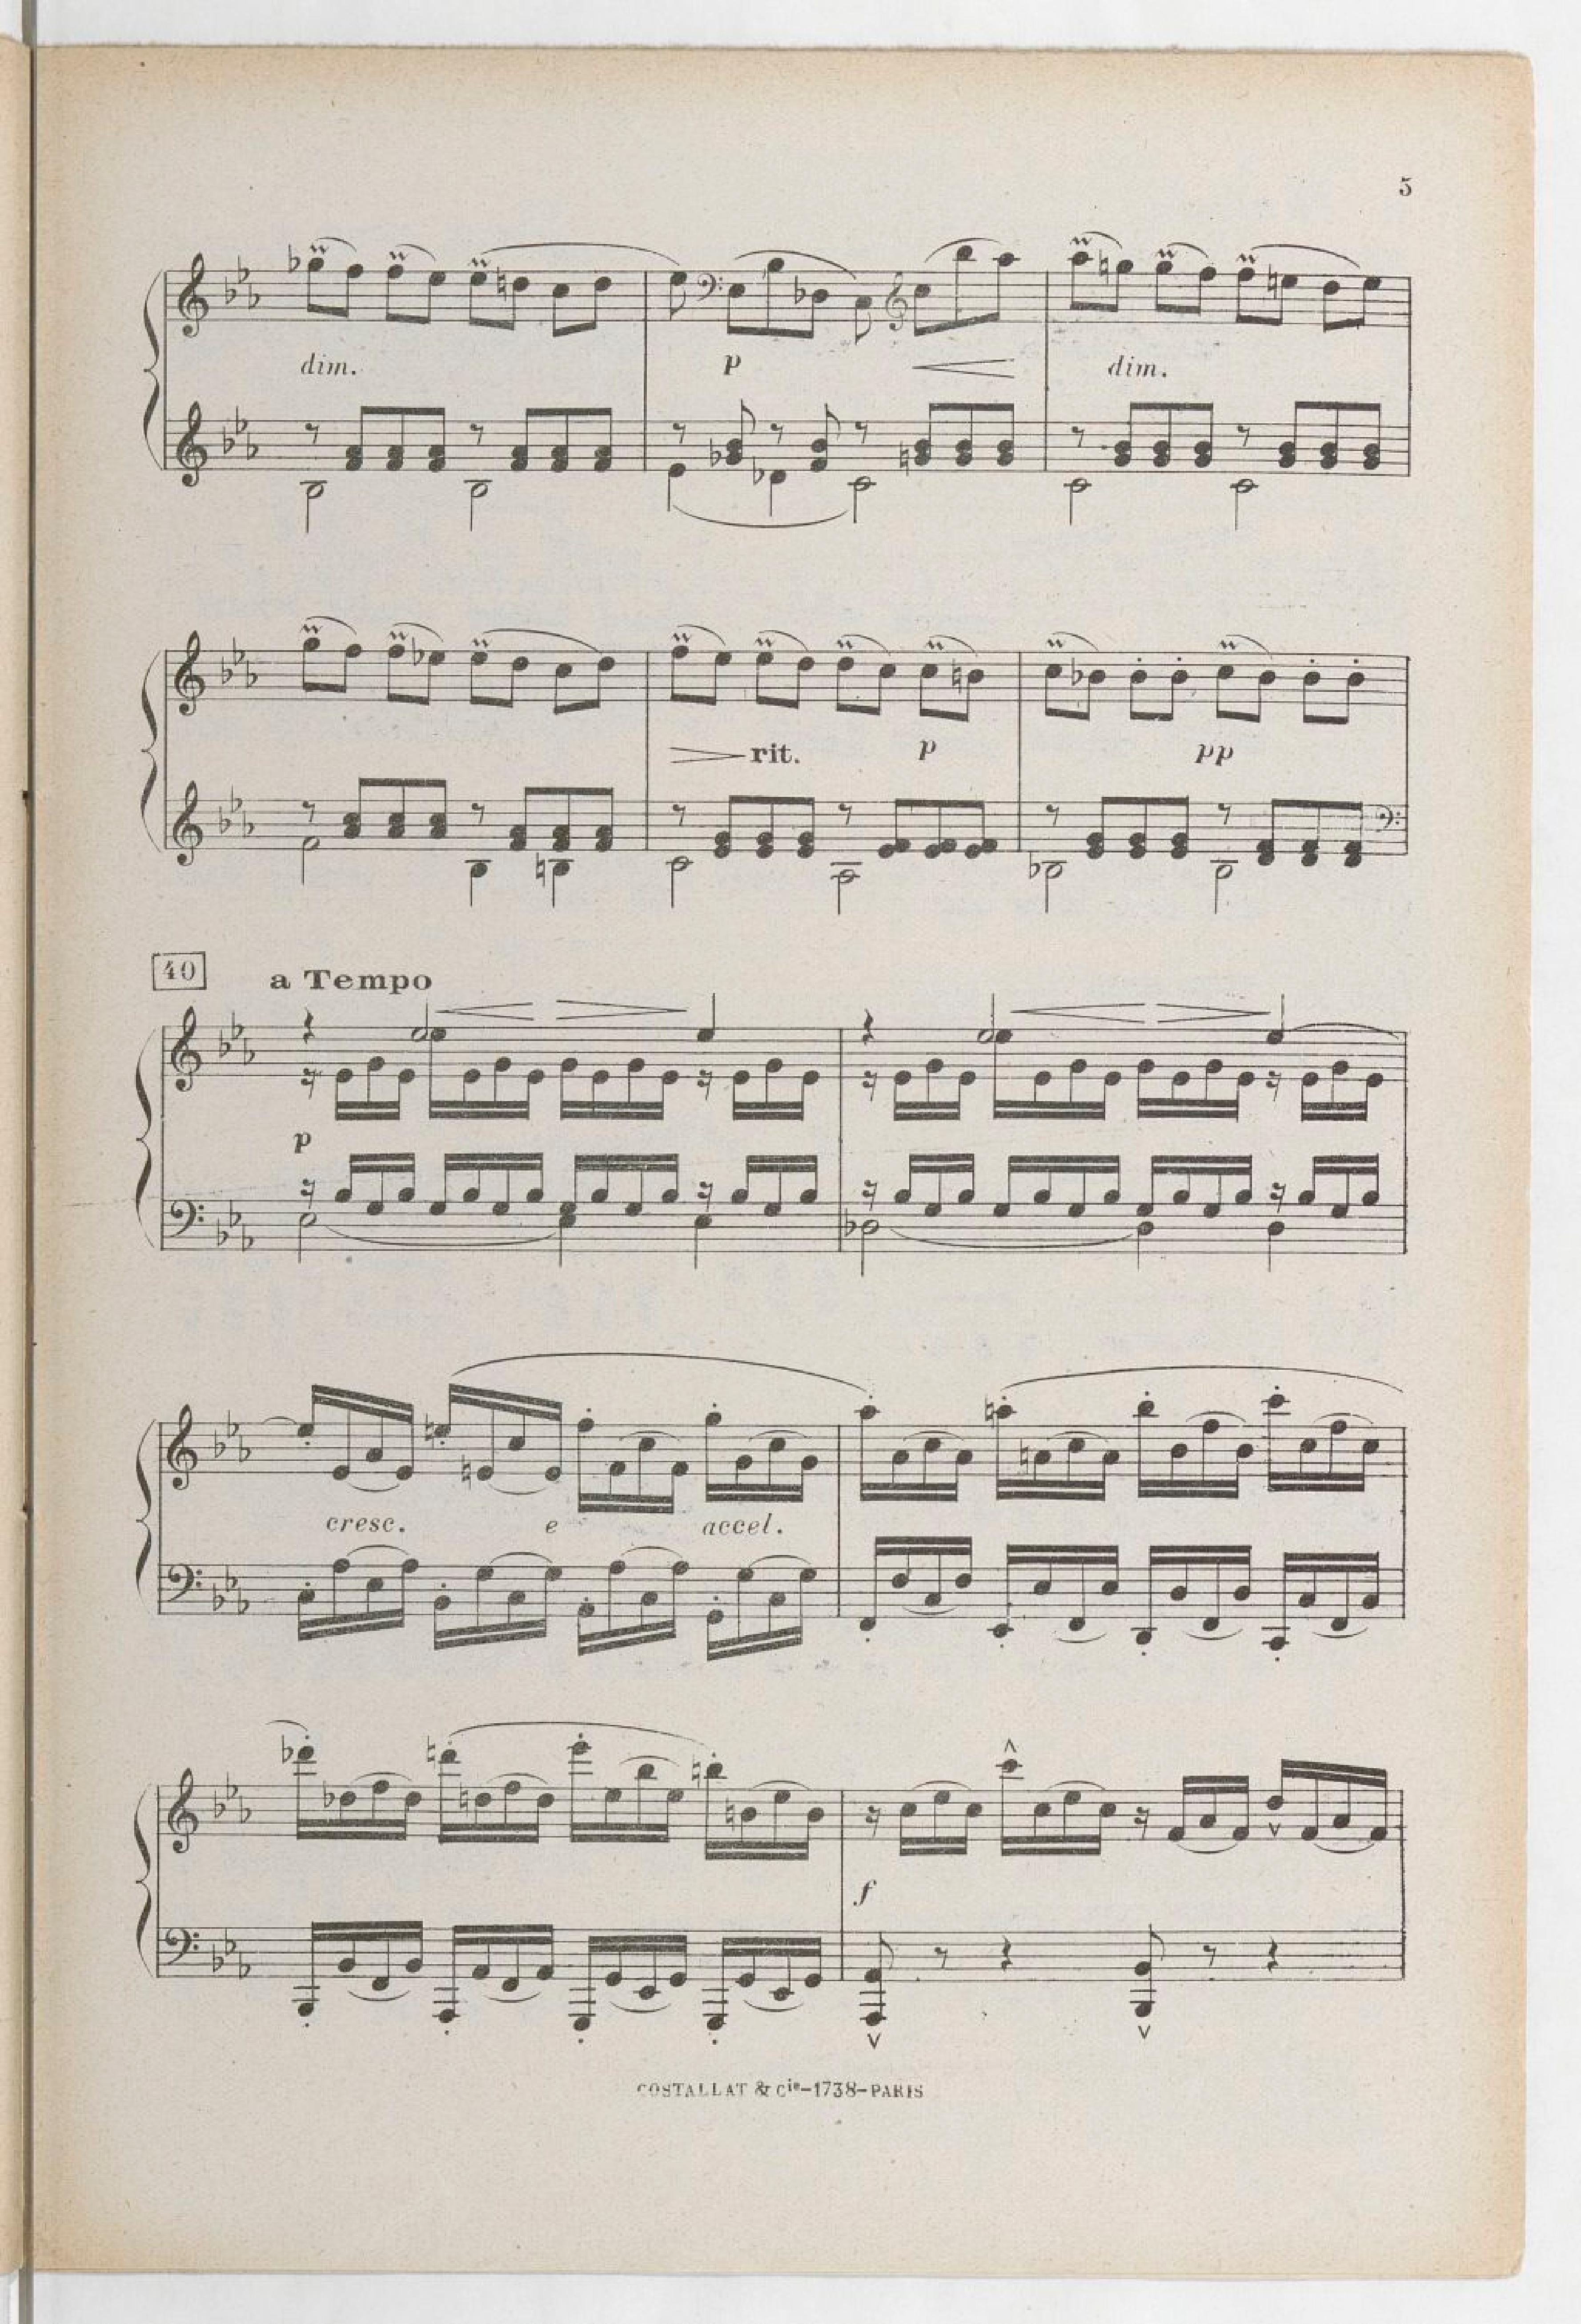 5
dim.
p
dim.
rit.
p
pp
40
a Tempo
p
cresc. e accel.
f
COSTALLAT & Cie-1738-PARIS